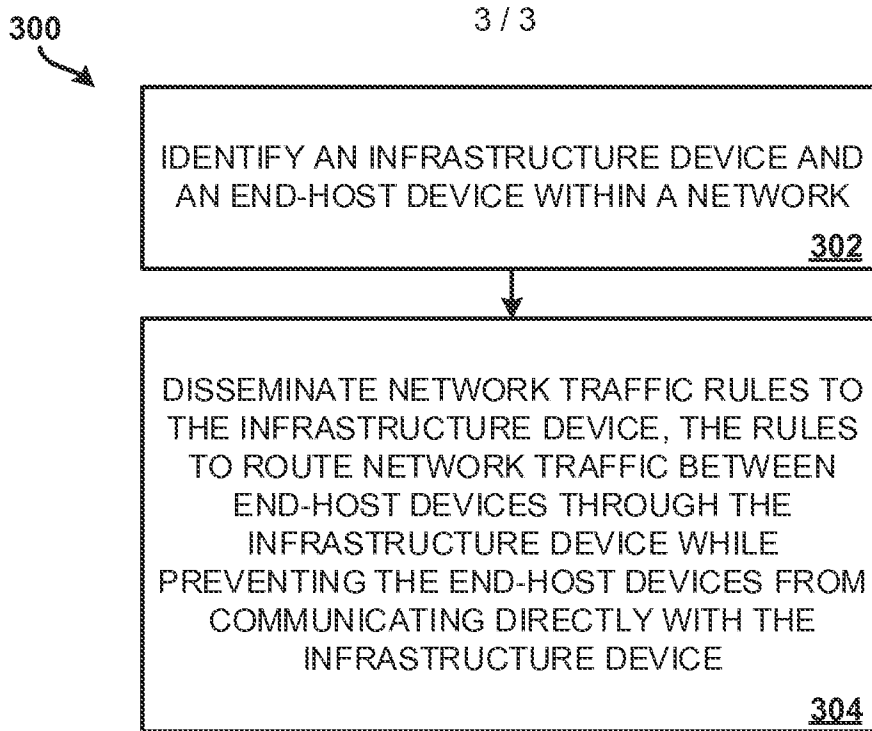 3 / 3
300
IDENTIFY AN INFRASTRUCTURE DEVICE AND
AN END-HOST DEVICE WITHIN A NETWORK
302
DISSEMINATE NETWORK TRAFFIC RULES TO
THE INFRASTRUCTURE DEVICE, THE RULES
TO ROUTE NETWORK TRAFFIC BETWEEN
END-HOST DEVICES THROUGH THE
INFRASTRUCTURE DEVICE WHILE
PREVENTING THE END-HOST DEVICES FROM
COMMUNICATING DIRECTLY WITH THE
INFRASTRUCTURE DEVICE
304